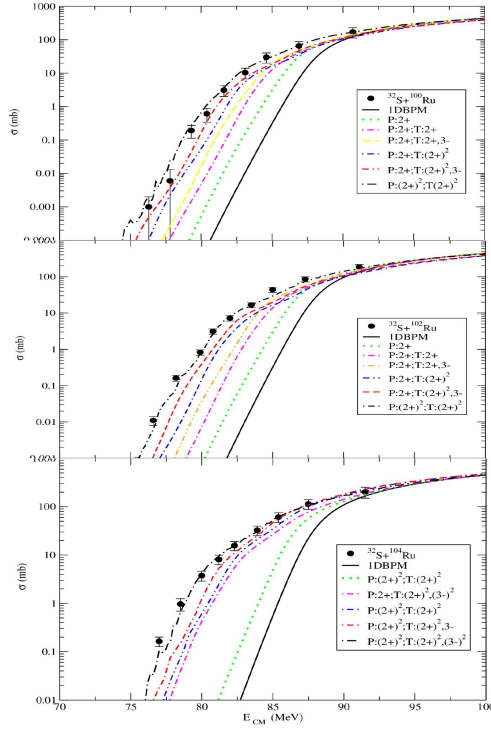 1000
100
10
1
0.1
0.01
0.001
σ (mb)
³²S+¹⁰⁰Ru
1DBPM
P:2+
P:2+;T:2+
P:2+;T:2+,3-
P:2+;T:(2+)²
P:2+;T:(2+)²,3-
P:(2+)²;T(2+)²
100
10
1
0.1
0.01
σ (mb)
³²S+¹⁰²Ru
1DBPM
P:2+
P:2+;T:2+
P:2+;T:2+,3-
P:2+;T:(2+)²
P:2+;T:(2+)²,3-
P:(2+)²;T:(2+)²
100
10
1
0.1
0.01
σ (mb)
³²S+¹⁰⁴Ru
1DBPM
P:(2+)²;T:(2+)²
P:2+;T:(2+)²,(3-)²
P:(2+)²;T:(2+)²
P:(2+)²;T:(2+)²,3-
P:(2+)²;T:(2+)²,(3-)²
70 75 80 85 90 95
E CM (MeV)